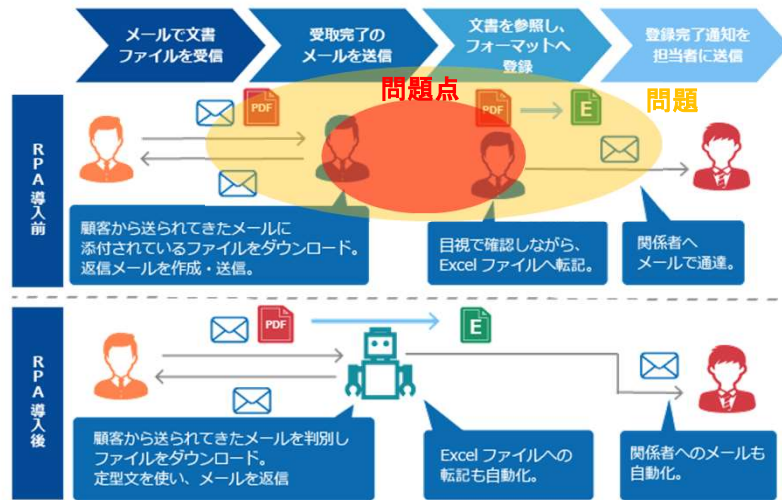 メールで文書
ファイルを受信
受取完了の
メールを送信
文書を参照し、
フォーマットへ
登録
登録完了通知を
担当者に送信
RPA導入前
問題点
問題
PDF
PDF
E
顧客から送られてきたメールに
添付されているファイルをダウンロード。
返信メールを作成・送信。
目視で確認しながら、
Excel ファイルへ転記。
関係者へ
メールで通達。
RPA導入後
PDF
E
顧客から送られてきたメールを判別し
ファイルをダウンロード。
定型文を使い、メールを返信
Excel ファイルへの
転記も自動化。
関係者へのメールも
自動化。